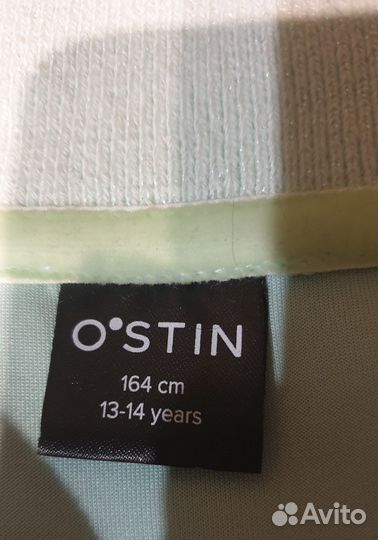 O'STIN
164 cm
13-14 years
Avito